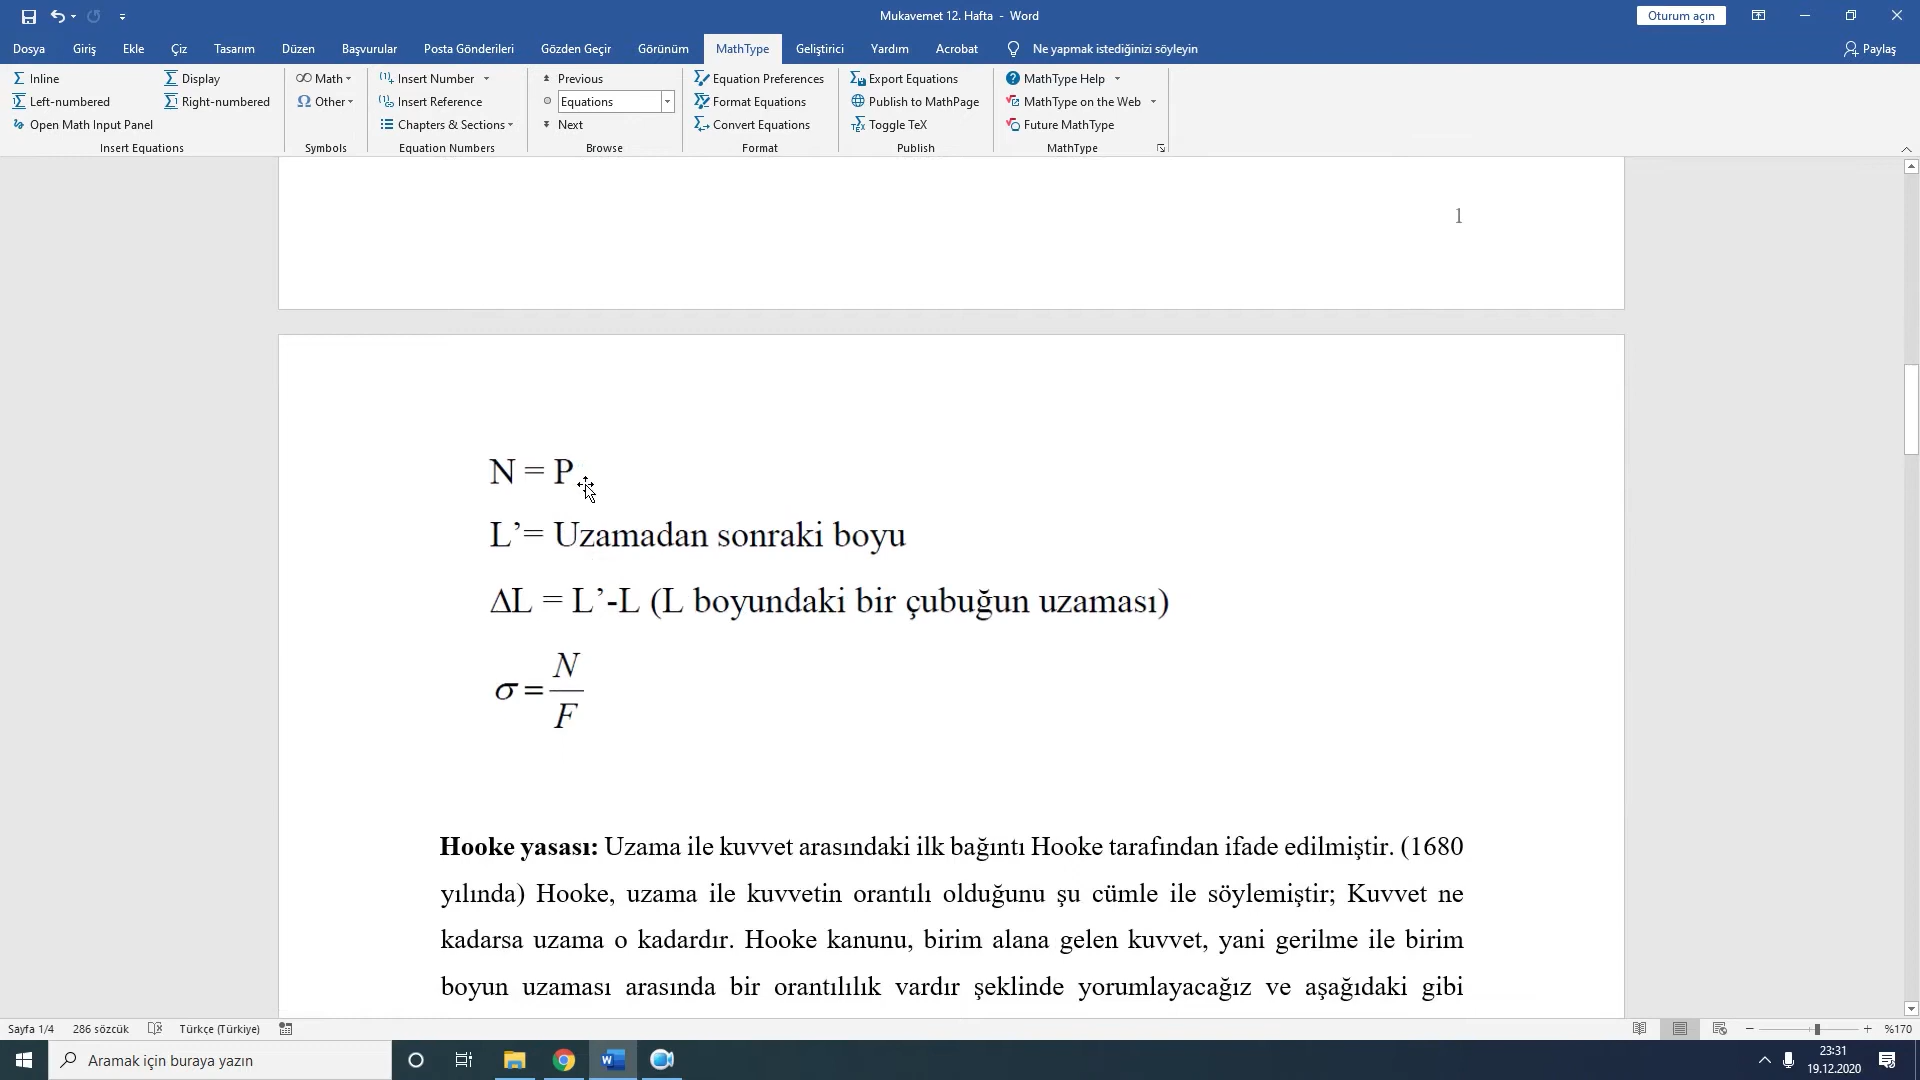 Mukavemet 12. Hafta - Word
Oturum açın
Dosya Giriş Ekle Çiz Tasarım Düzen Başvurular Posta Gönderileri Gözden Geçir Görünüm MathType Geliştirici Yardım Acrobat Ne yapmak istediğinizi söyleyin Paylaş
Inline Display Math Insert Number Previous Equation Preferences Export Equations MathType Help
Left-numbered Right-numbered Other Insert Reference Equations Format Equations Publish to MathPage MathType on the Web
Open Math Input Panel Chapters & Sections Next Convert Equations Toggle TeX Future MathType
Insert Equations Symbols Equation Numbers Browse Format Publish MathType
1
N = P
L’= Uzamadan sonraki boyu
ΔL = L’-L (L boyundaki bir çubuğun uzaması)
σ = N
F
Hooke yasası: Uzama ile kuvvet arasındaki ilk bağıntı Hooke tarafından ifade edilmiştir. (1680
yılında) Hooke, uzama ile kuvvetin orantılı olduğunu şu cümle ile söylemiştir; Kuvvet ne
kadarsa uzama o kadardır. Hooke kanunu, birim alana gelen kuvvet, yani gerilme ile birim
boyun uzaması arasında bir orantılılık vardır şeklinde yorumlayacağız ve aşağıdaki gibi
Sayfa 1/4 286 sözcük Türkçe (Türkiye) %170
Aramak için buraya yazın
23:31
19.12.2020